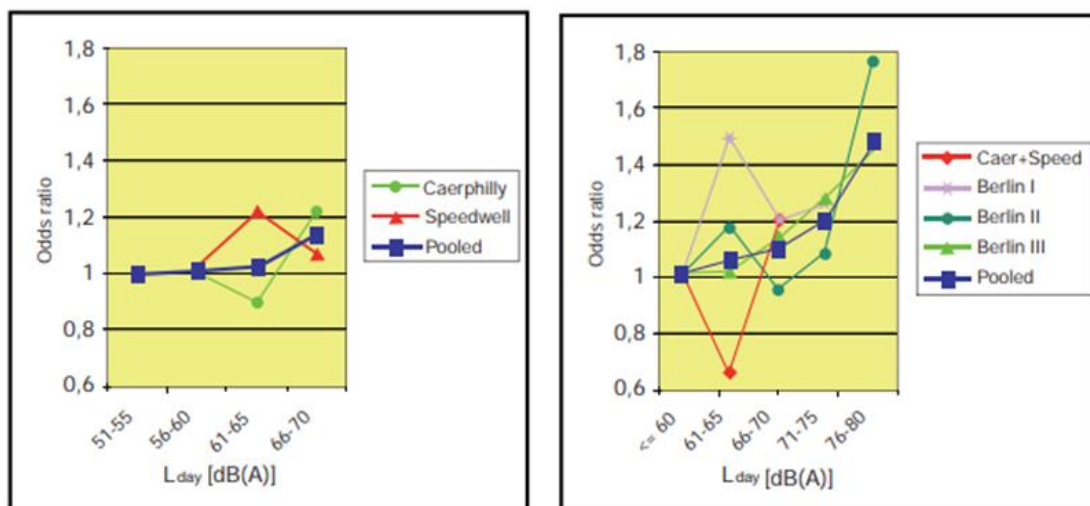 1,8
1,6
1,4
1,2
1
0,8
0,6
Odds ratio
51-55
56-60
61-65
66-70
Lday [dB(A)]
Caerphilly
Speedwell
Pooled
1,8
1,6
1,4
1,2
1
0,8
0,6
Odds ratio
<= 60
61-65
66-70
71-75
76-80
Lday [dB(A)]
Caer+Speed
Berlin I
Berlin II
Berlin III
Pooled